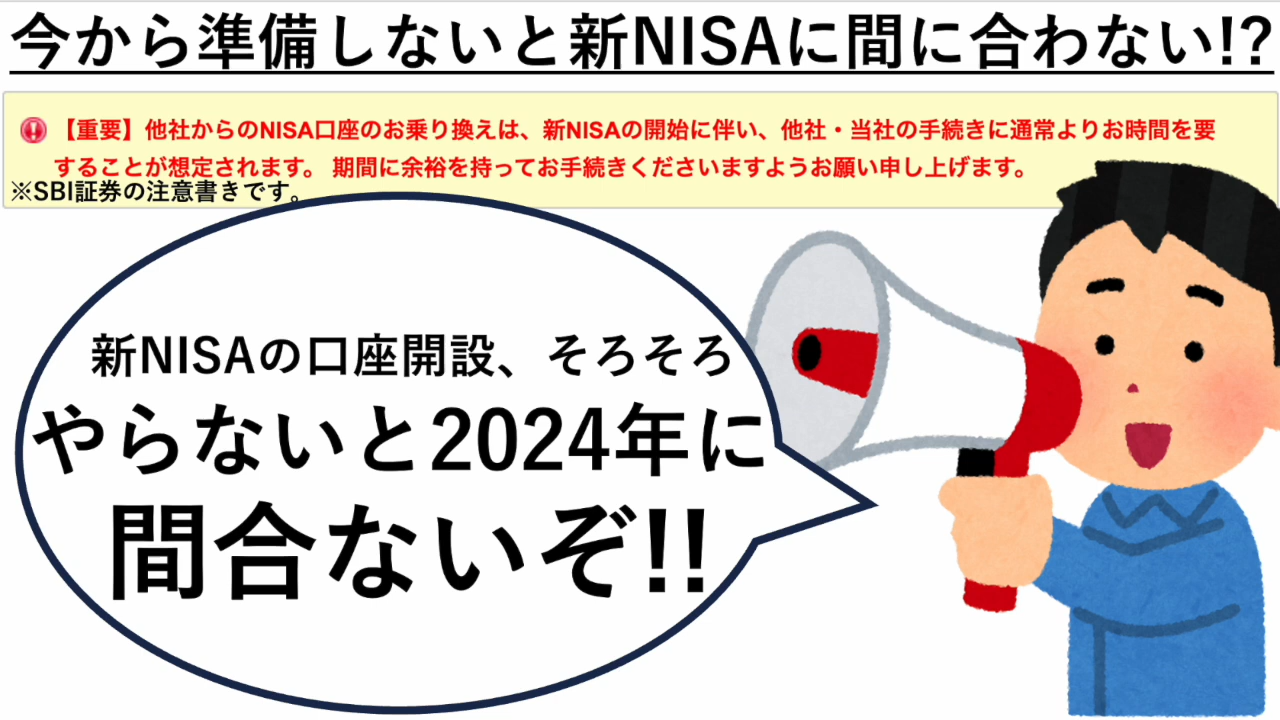 今から準備しないと新NISAに間に合わない!?
【重要】他社からのNISA口座のお乗り換えは、新NISAの開始に伴い、他社・当社の手続きに通常よりお時間を要
することが想定されます。 期間に余裕を持ってお手続きくださいますようお願い申し上げます。
※SBI証券の注意書きです。
新NISAの口座開設、そろそろ
やらないと2024年に
間合ないぞ!!